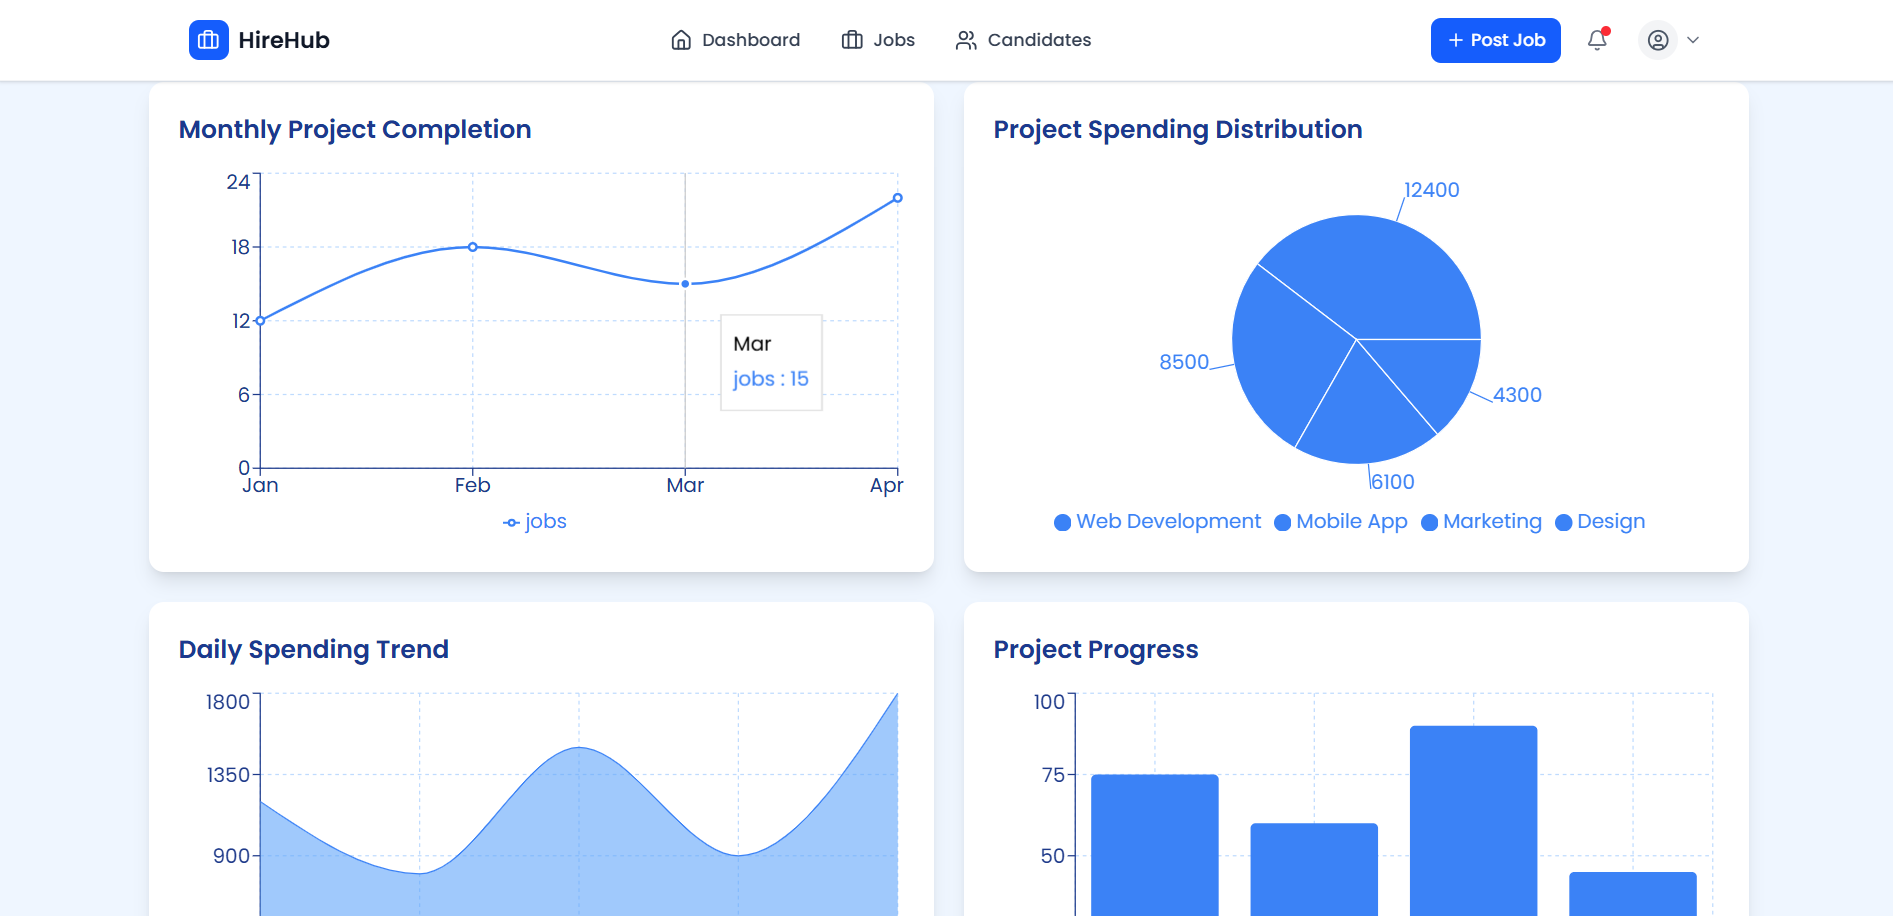 HireHub
Dashboard
Jobs
Candidates
+ Post Job
Monthly Project Completion
24
18
12
6
0
Jan
Feb
Mar
Apr
Mar
jobs : 15
jobs
Project Spending Distribution
12400
8500
4300
6100
Web Development
Mobile App
Marketing
Design
Daily Spending Trend
1800
1350
900
Project Progress
100
75
50